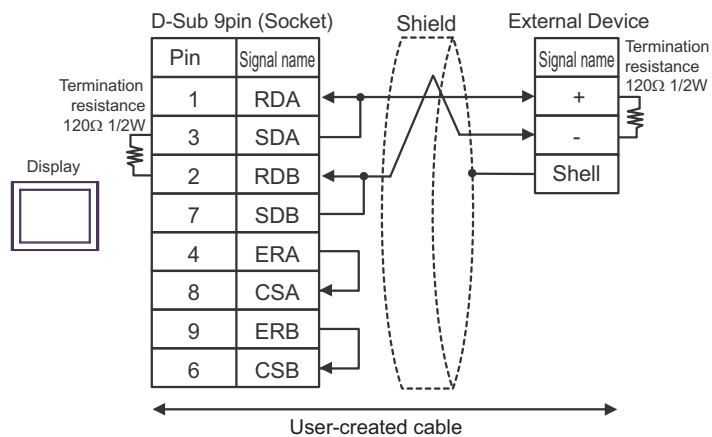 D-Sub 9pin (Socket)
Shield
External Device
Pin
Signal name
Signal name
Termination
resistance
120Ω 1/2W
Termination
resistance
120Ω 1/2W
1
RDA
+
3
SDA
-
Display
2
RDB
Shell
7
SDB
4
ERA
8
CSA
9
ERB
6
CSB
User-created cable